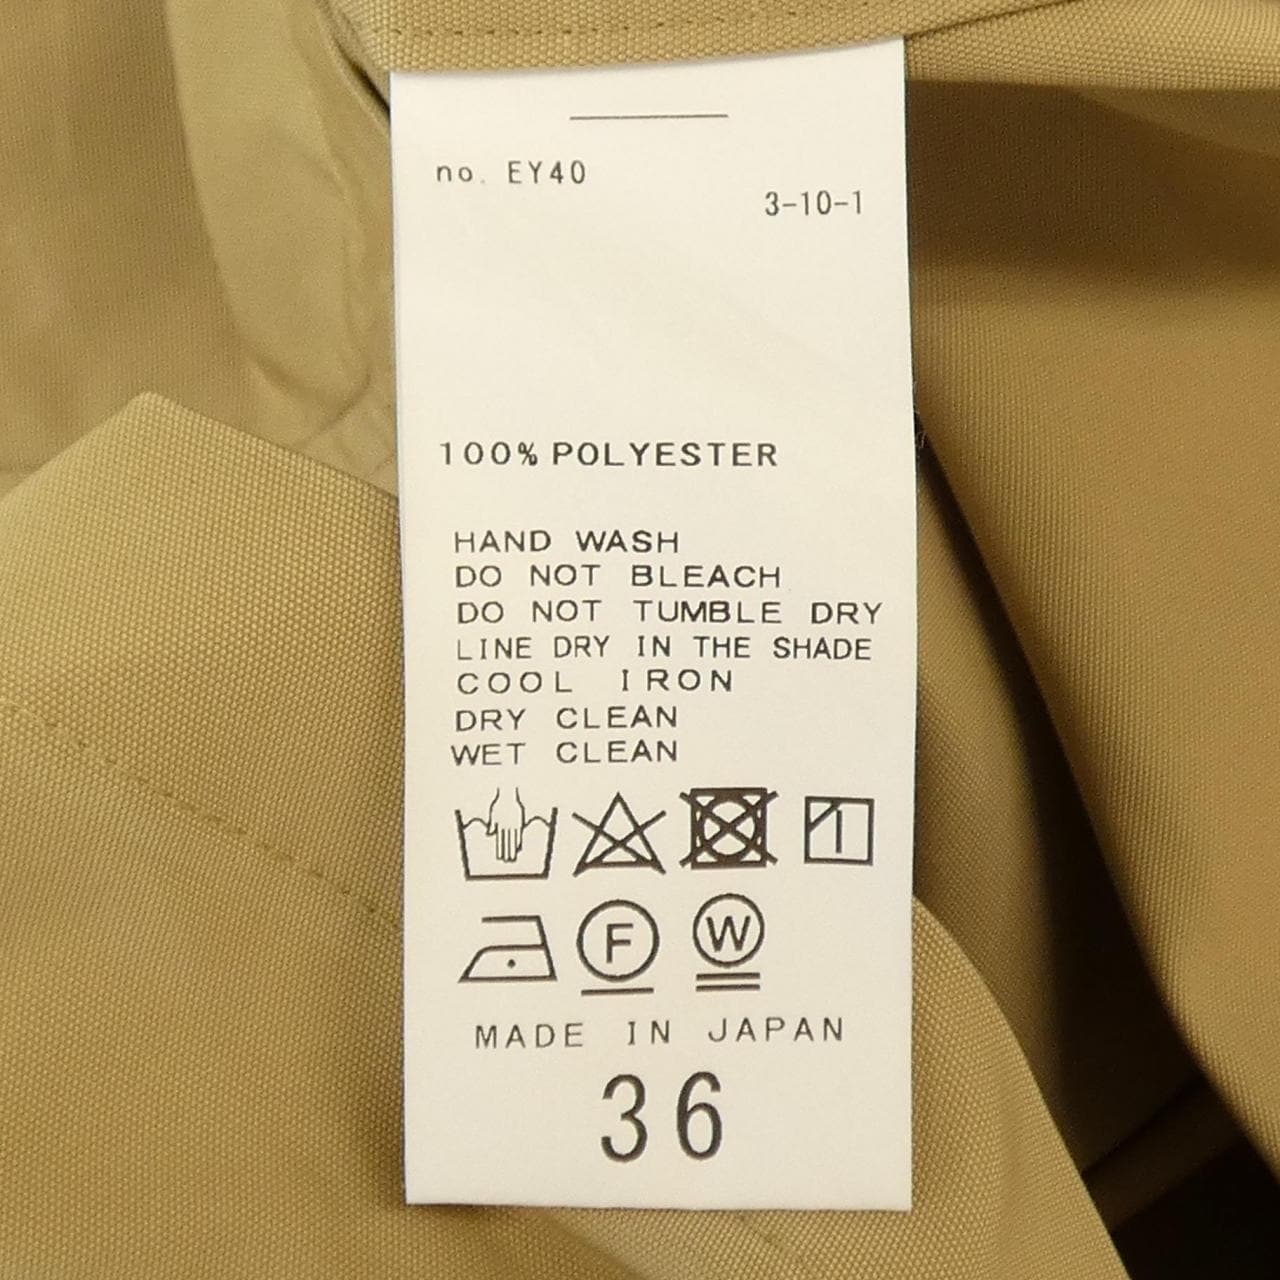 no. EY40
3-10-1
100% POLYESTER
HAND WASH
DO NOT BLEACH
DO NOT TUMBLE DRY
LINE DRY IN THE SHADE
COOL IRON
DRY CLEAN
WET CLEAN
F W
MADE IN JAPAN
36